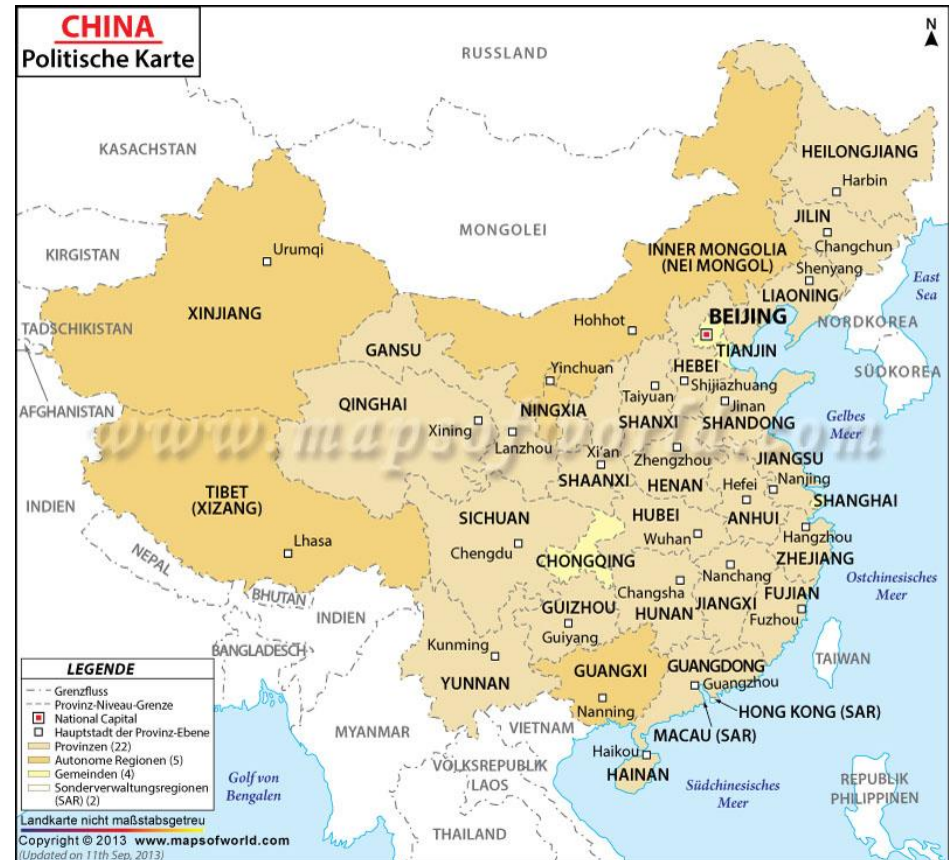 CHINA
Politische Karte
N
RUSSLAND
KASACHSTAN
HEILONGJIANG
Harbin
MONGOLEI
JILIN
Changchun
KIRGISTAN
Urumqi
INNER MONGOLIA
(NEI MONGOL)
Shenyang
East
Sea
LIAONING
XINJIANG
BEIJING
Hohhot
NORDKOREA
TADSCHIKISTAN
GANSU
TIANJIN
HEBEI
SÜDKOREA
Yinchuan
Shijiazhuang
Taiyuan
AFGHANISTAN
QINGHAI
NINGXIA
Jinan
SHANXI
SHANDONG
Gelbes
Meer
Xining
Lanzhou
www.mapsofworld.com
Xi'an
Zhengzhou
JIANGSU
SHAANXI
HENAN
Hefei
Nanjing
TIBET
(XIZANG)
SHANGHAI
INDIEN
SICHUAN
HUBEI
ANHUI
Wuhan
Hangzhou
Lhasa
Chengdu
CHONGQING
ZHEJIANG
NEPAL
Nanchang
Ostchinesisches
Meer
BHUTAN
Changsha
FUJIAN
INDIEN
GUIZHOU
HUNAN
JIANGXI
Fuzhou
Guiyang
BANGLADESCH
Kunming
TAIWAN
GUANGXI
GUANGDONG
Guangzhou
YUNNAN
Nanning
HONG KONG (SAR)
MYANMAR
VIETNAM
MACAU (SAR)
Haikou
VOLKSREPUBLIK
LAOS
HAINAN
Golf von
Bengalen
Südchinesisches
Meer
REPUBLIK
PHILIPPINEN
THAILAND
LEGENDE
Grenzfluss
Provinz-Niveau-Grenze
National Capital
Hauptstadt der Provinz-Ebene
Provinzen (22)
Autonome Regionen (5)
Gemeinden (4)
Sonderverwaltungsregionen
(SAR) (2)
Landkarte nicht maßstabsgetreu
Copyright © 2013 www.mapsofworld.com
(Updated on 11th Sep, 2013)